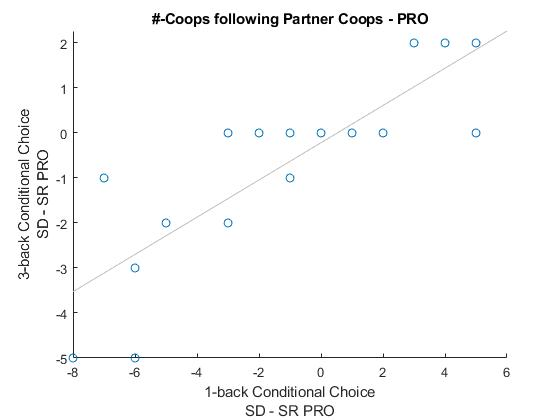 #-Coops following Partner Coops - PRO
2
1
0
-1
-2
-3
-4
-5
3-back Conditional Choice
SD - SR PRO
-8 -6 -4 -2 0 2 4 6
1-back Conditional Choice
SD - SR PRO